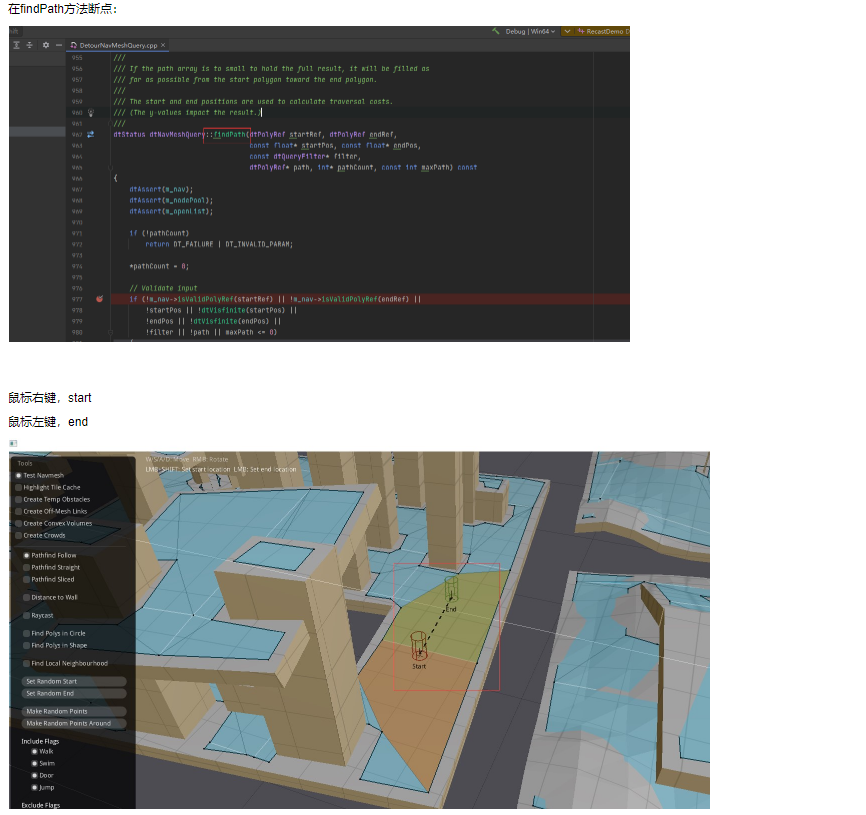 在findPath方法断点：
Debug | Win64
RecastDemo D
DetourNavMeshQuery.cpp ×
955 ///
956 /// If the path array is to small to hold the full result, it will be filled as
957 /// far as possible from the start polygon toward the end polygon.
958 ///
959 /// The start and end positions are used to calculate traversal costs.
960 /// (The y-values impact the result.)
961 ///
962 dtStatus dtNavMeshQuery::findPath(dtPolyRef startRef, dtPolyRef endRef,
963 const float* startPos, const float* endPos,
964 const dtQueryFilter* filter,
965 dtPolyRef* path, int* pathCount, const int maxPath) const
966 {
967 dtAssert(m_nav);
968 dtAssert(m_nodePool);
969 dtAssert(m_openList);
970
971 if (!pathCount)
972 return DT_FAILURE | DT_INVALID_PARAM;
973
974 *pathCount = 0;
975
976 // Validate input
977 if (!m_nav->isValidPolyRef(startRef) || !m_nav->isValidPolyRef(endRef) ||
978 !startPos || !dtVisfinite(startPos) ||
979 !endPos || !dtVisfinite(endPos) ||
980 !filter || !path || maxPath <= 0)
鼠标右键，start
鼠标左键，end
W/S/A/D: Move RMB: Rotate
LMB+SHIFT: Set start location LMB: Set end location
Tools
Test Navmesh
Highlight Tile Cache
Create Temp Obstacles
Create Off-Mesh Links
Create Convex Volumes
Create Crowds
Pathfind Follow
Pathfind Straight
Pathfind Sliced
Distance to Wall
Raycast
Find Polys in Circle
Find Polys in Shape
Find Local Neighbourhood
Set Random Start
Set Random End
Make Random Points
Make Random Points Around
Include Flags
Walk
Swim
Door
Jump
Exclude Flags
End
Start